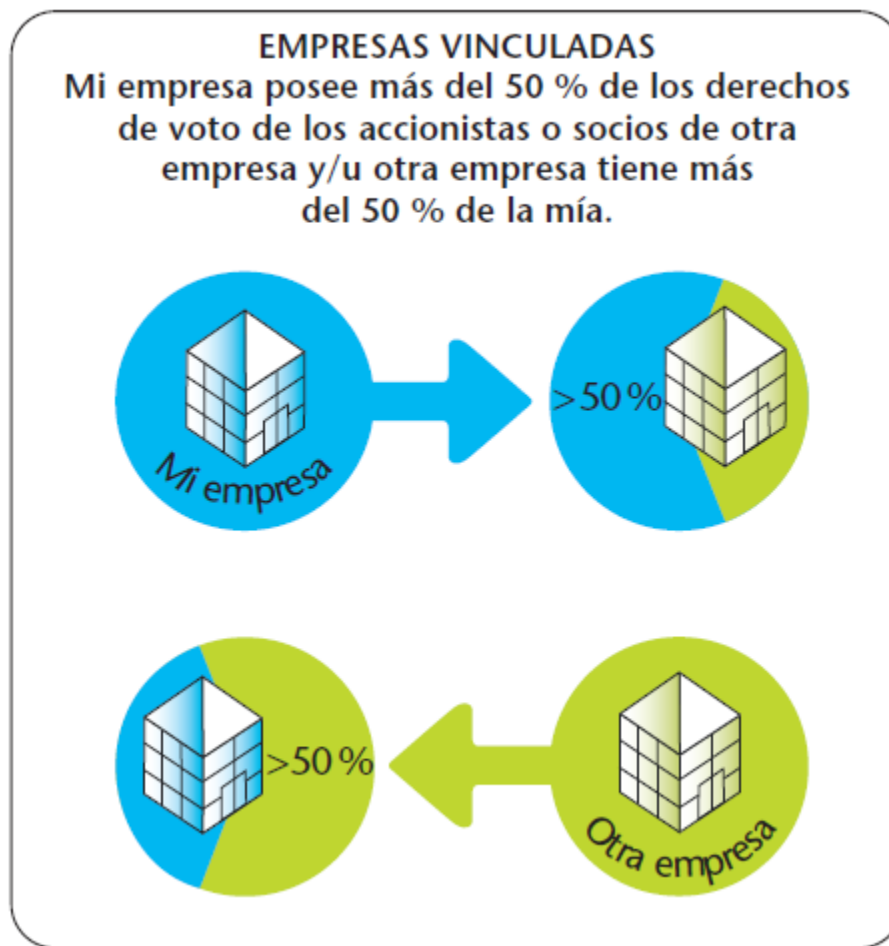 EMPRESAS VINCULADAS
Mi empresa posee más del 50 % de los derechos
de voto de los accionistas o socios de otra
empresa y/u otra empresa tiene más
del 50 % de la mía.
>50 %
Mi empresa
>50 %
Otra empresa